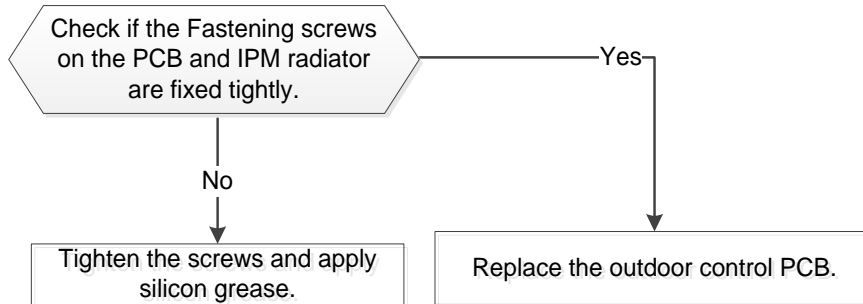 Check if the Fastening screws
on the PCB and IPM radiator
are fixed tightly.
Yes
No
Tighten the screws and apply
silicon grease.
Replace the outdoor control PCB.